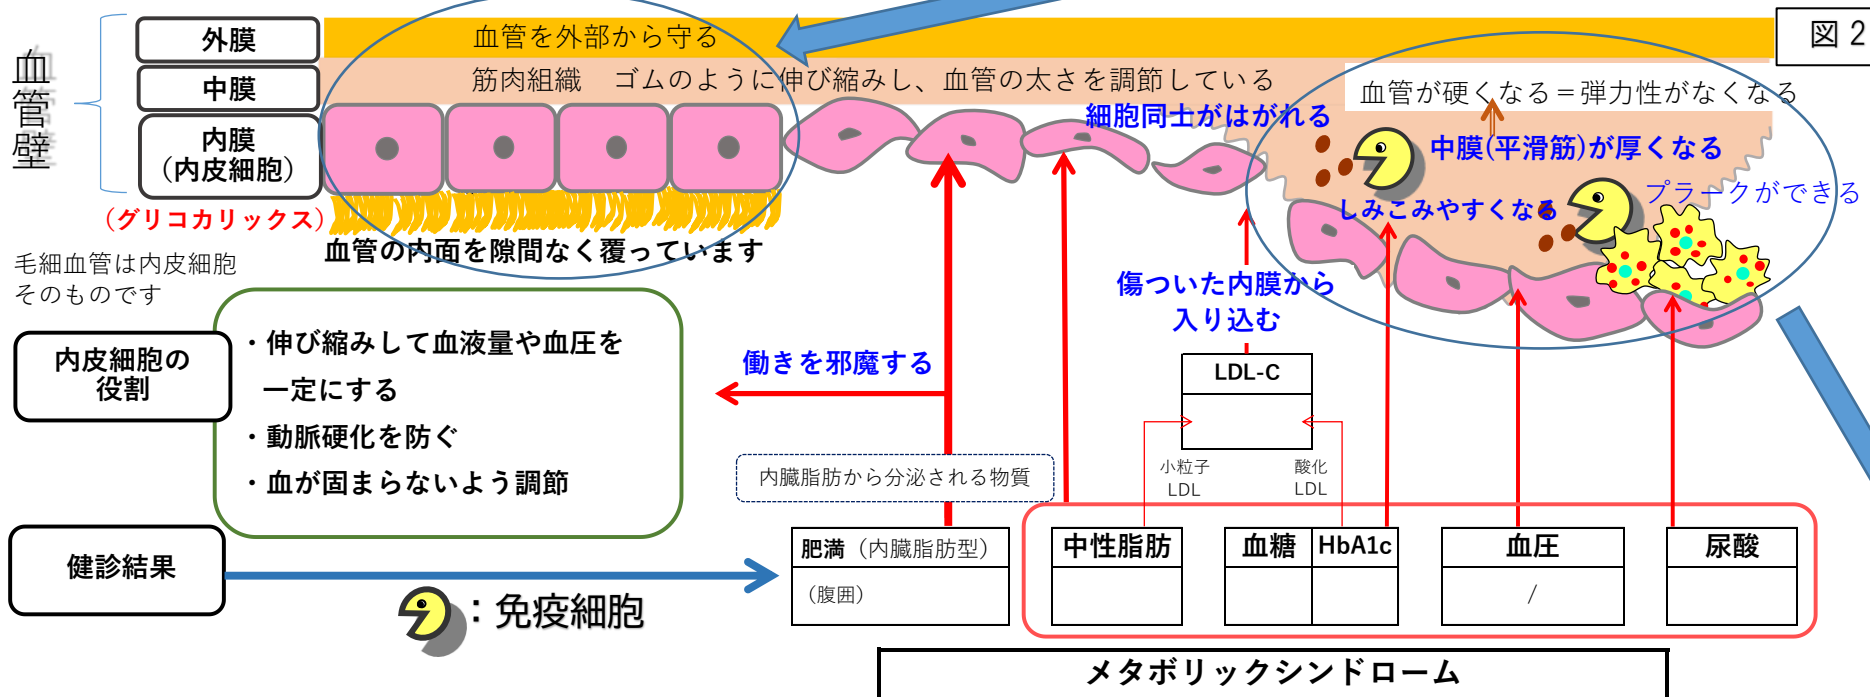 図 2
血管壁
外膜
血管を外部から守る
中膜
筋肉組織　ゴムのように伸び縮みし、血管の太さを調節している
血管が硬くなる＝弾力性がなくなる
内膜
（内皮細胞）
細胞同士がはがれる
中膜(平滑筋)が厚くなる
プラークができる
しみこみやすくなる
（グリコカリックス）
血管の内面を隙間なく覆っています
毛細血管は内皮細胞
そのものです
傷ついた内膜から
入り込む
内皮細胞の
役割
・伸び縮みして血液量や血圧を
一定にする
・動脈硬化を防ぐ
・血が固まらないよう調節
働きを邪魔する
LDL-C
小粒子
LDL
酸化
LDL
内臓脂肪から分泌される物質
健診結果
肥満（内臓脂肪型）
（腹囲）
中性脂肪
血糖
HbA1c
血圧
/
尿酸
：免疫細胞
メタボリックシンドローム